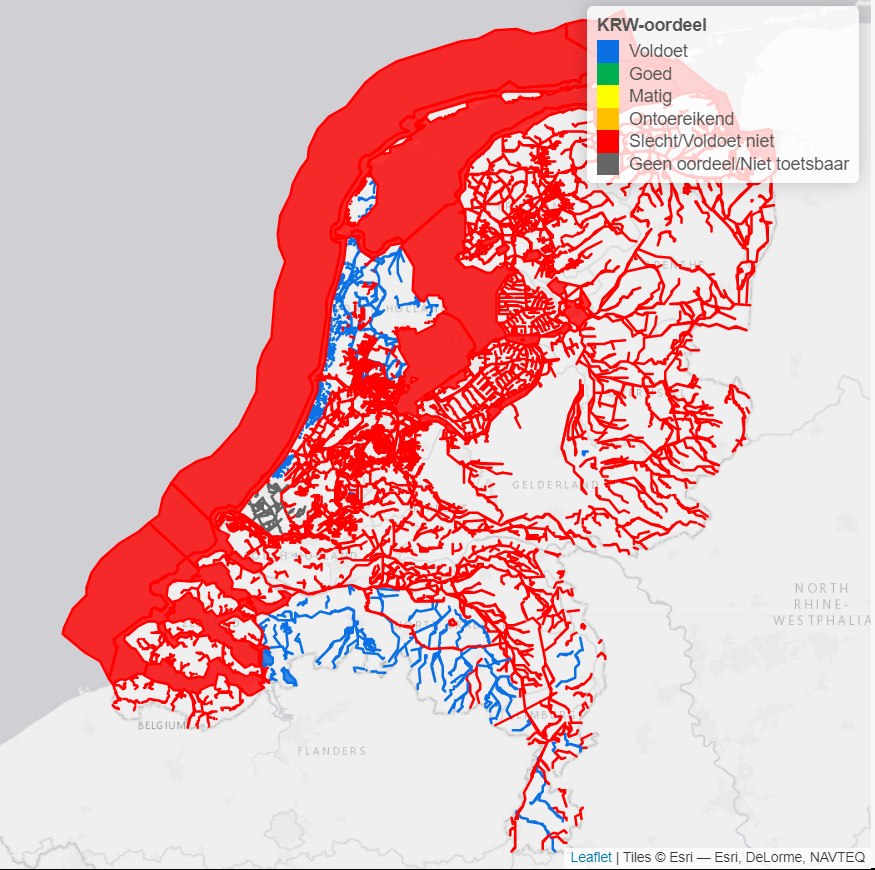 KRW-oordeel
Voldoet
Goed
Matig
Ontoereikend
Slecht/Voldoet niet
Geen oordeel/Niet toetsbaar
GELDERLAND
NORTH
RHINE-
WESTPHALIA
BELGIUM
FLANDERS
Leaflet | Tiles © Esri — Esri, DeLorme, NAVTEQ